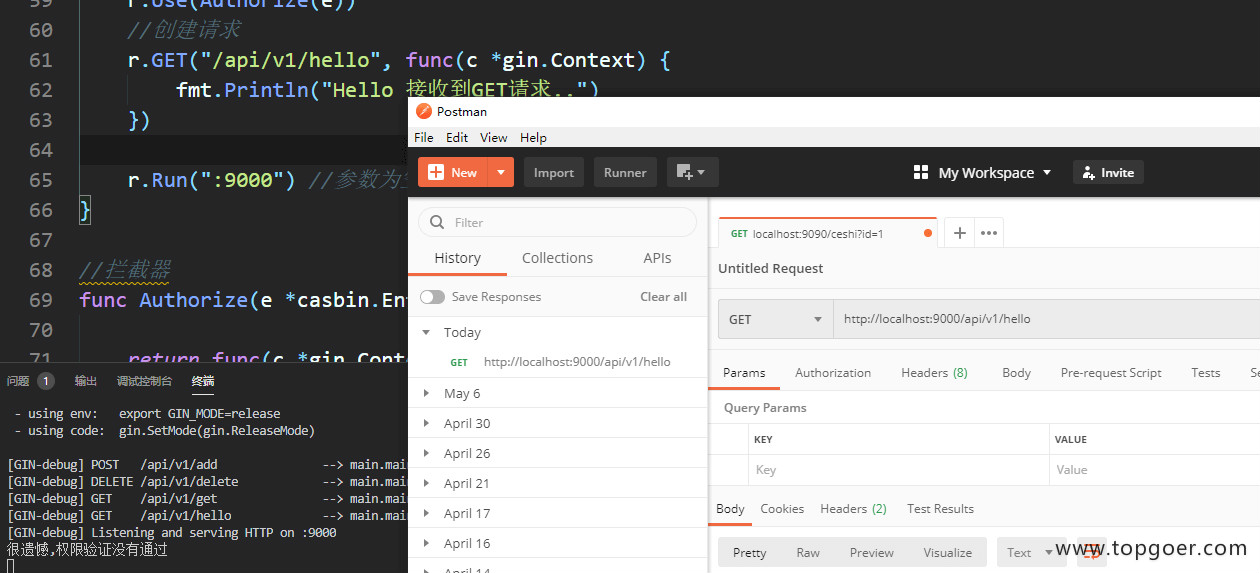 59 r.Use(Authorize(e))
60 //创建请求
61 r.GET("/api/v1/hello", func(c *gin.Context) {
62 fmt.Println("Hello 接收到GET请求..")
63 })
64
65 r.Run(":9000") //参数为
66 }
67
68 //拦截器
69 func Authorize(e *casbin.En
70
71 return func(c *gin.Cont
问题 1 输出 调试控制台 终端
- using env: export GIN_MODE=release
- using code: gin.SetMode(gin.ReleaseMode)
[GIN-debug] POST /api/v1/add --> main.mai
[GIN-debug] DELETE /api/v1/delete --> main.mai
[GIN-debug] GET /api/v1/get --> main.mai
[GIN-debug] GET /api/v1/hello --> main.mai
[GIN-debug] Listening and serving HTTP on :9000
很遗憾,权限验证没有通过
Postman
File Edit View Help
New Import Runner My Workspace Invite
Filter
History Collections APIs
Save Responses Clear all
Today
GET http://localhost:9000/api/v1/hello
May 6
April 30
April 26
April 21
April 17
April 16
April 14
GET localhost:9090/ceshi?id=1
Untitled Request
GET http://localhost:9000/api/v1/hello
Params Authorization Headers (8) Body Pre-request Script Tests Se
Query Params
KEY VALUE
Key Value
Body Cookies Headers (2) Test Results
Pretty Raw Preview Visualize Text
www.topgoer.com